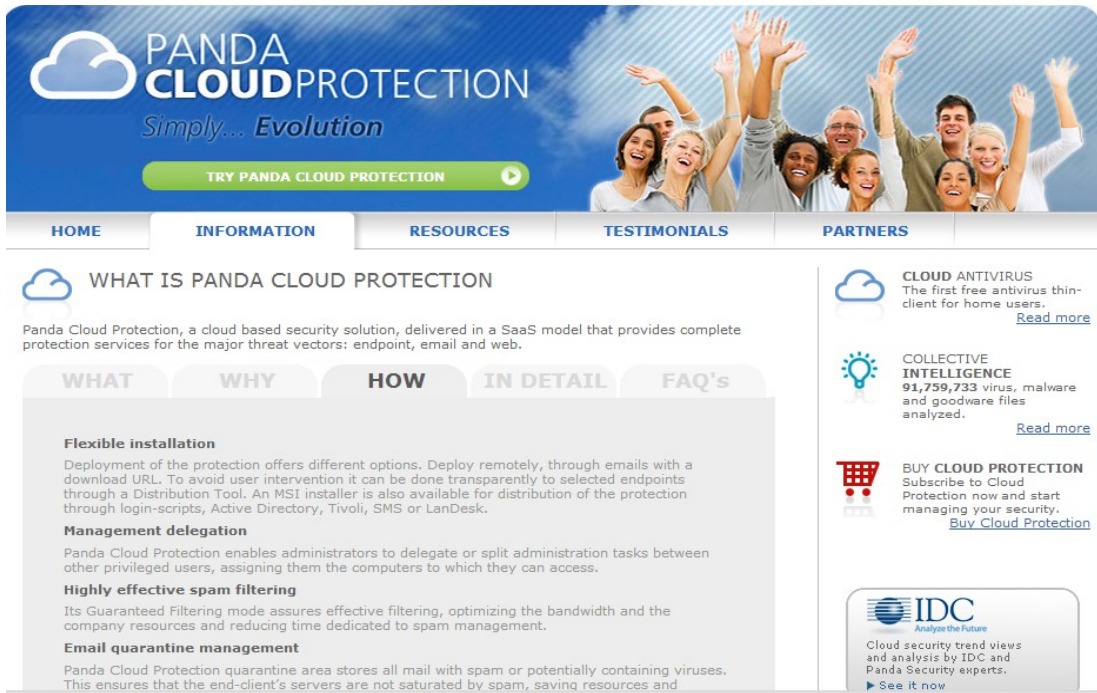 PANDA
CLOUDPROTECTION
Simply... Evolution
TRY PANDA CLOUD PROTECTION
HOME
INFORMATION
RESOURCES
TESTIMONIALS
PARTNERS
WHAT IS PANDA CLOUD PROTECTION
Panda Cloud Protection, a cloud based security solution, delivered in a SaaS model that provides complete
protection services for the major threat vectors: endpoint, email and web.
WHAT
WHY
HOW
IN DETAIL
FAQ's
Flexible installation
Deployment of the protection offers different options. Deploy remotely, through emails with a
download URL. To avoid user intervention it can be done transparently to selected endpoints
through a Distribution Tool. An MSI installer is also available for distribution of the protection
through login-scripts, Active Directory, Tivoli, SMS or LanDesk.
Management delegation
Panda Cloud Protection enables administrators to delegate or split administration tasks between
other privileged users, assigning them the computers to which they can access.
Highly effective spam filtering
Its Guaranteed Filtering mode assures effective filtering, optimizing the bandwidth and the
company resources and reducing time dedicated to spam management.
Email quarantine management
Panda Cloud Protection quarantine area stores all mail with spam or potentially containing viruses.
This ensures that the end-client's servers are not saturated by spam, saving resources and
CLOUD ANTIVIRUS
The first free antivirus thin-
client for home users.
Read more
COLLECTIVE
INTELLIGENCE
91,759,733 virus, malware
and goodware files
analyzed.
Read more
BUY CLOUD PROTECTION
Subscribe to Cloud
Protection now and start
managing your security.
Buy Cloud Protection
IDC
Analyze the Future
Cloud security trend views
and analysis by IDC and
Panda Security experts.
See it now